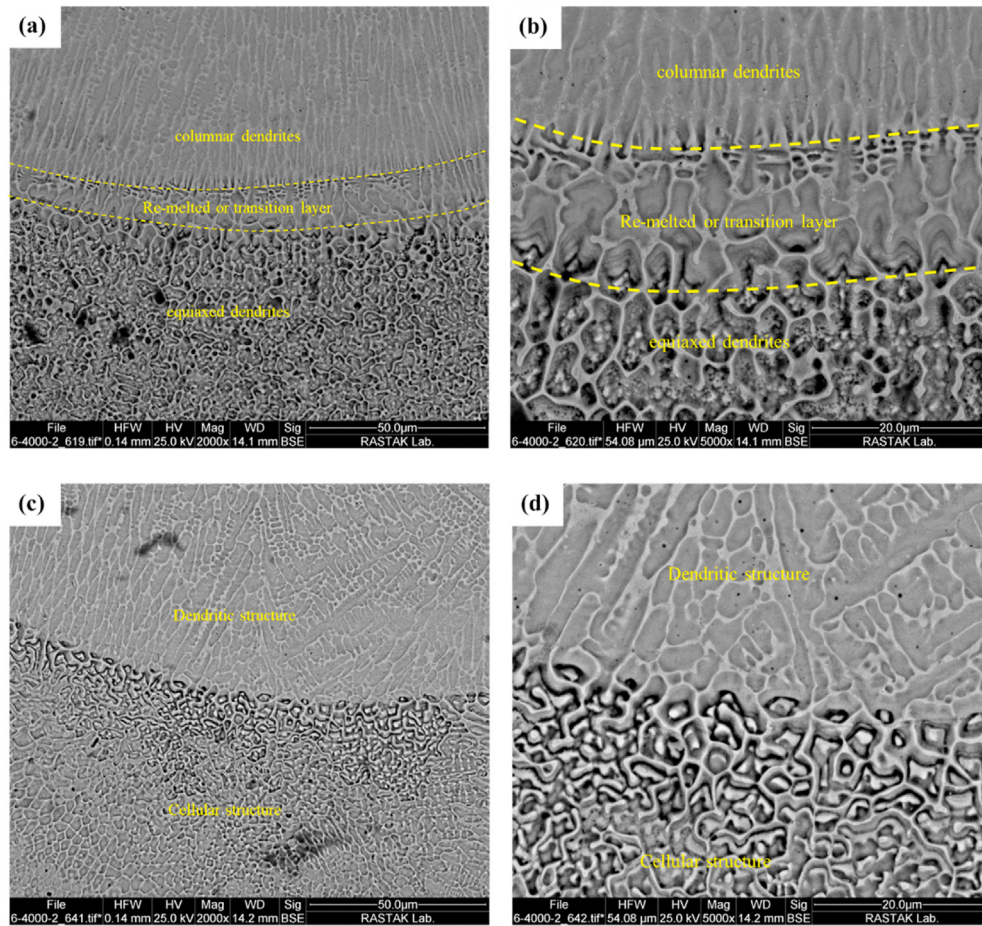 (a)
columnar dendrites
Re-melted or transition layer
equiaxed dendrites
File HFW HV Mag WD Sig 50.0μm
6-4000-2_619.tif* 0.14 mm 25.0 kV 2000x 14.1 mm BSE RASTAK Lab.
(b)
columnar dendrites
Re-melted or transition layer
equiaxed dendrites
File HFW HV Mag WD Sig 20.0μm
6-4000-2_620.tif* 54.08 μm 25.0 kV 5000x 14.1 mm BSE RASTAK Lab.
(c)
Dendritic structure
Cellular structure
File HFW HV Mag WD Sig 50.0μm
6-4000-2_641.tif* 0.14 mm 25.0 kV 2000x 14.2 mm BSE RASTAK Lab.
(d)
Dendritic structure
Cellular structure
File HFW HV Mag WD Sig 20.0μm
6-4000-2_642.tif* 54.08 μm 25.0 kV 5000x 14.2 mm BSE RASTAK Lab.